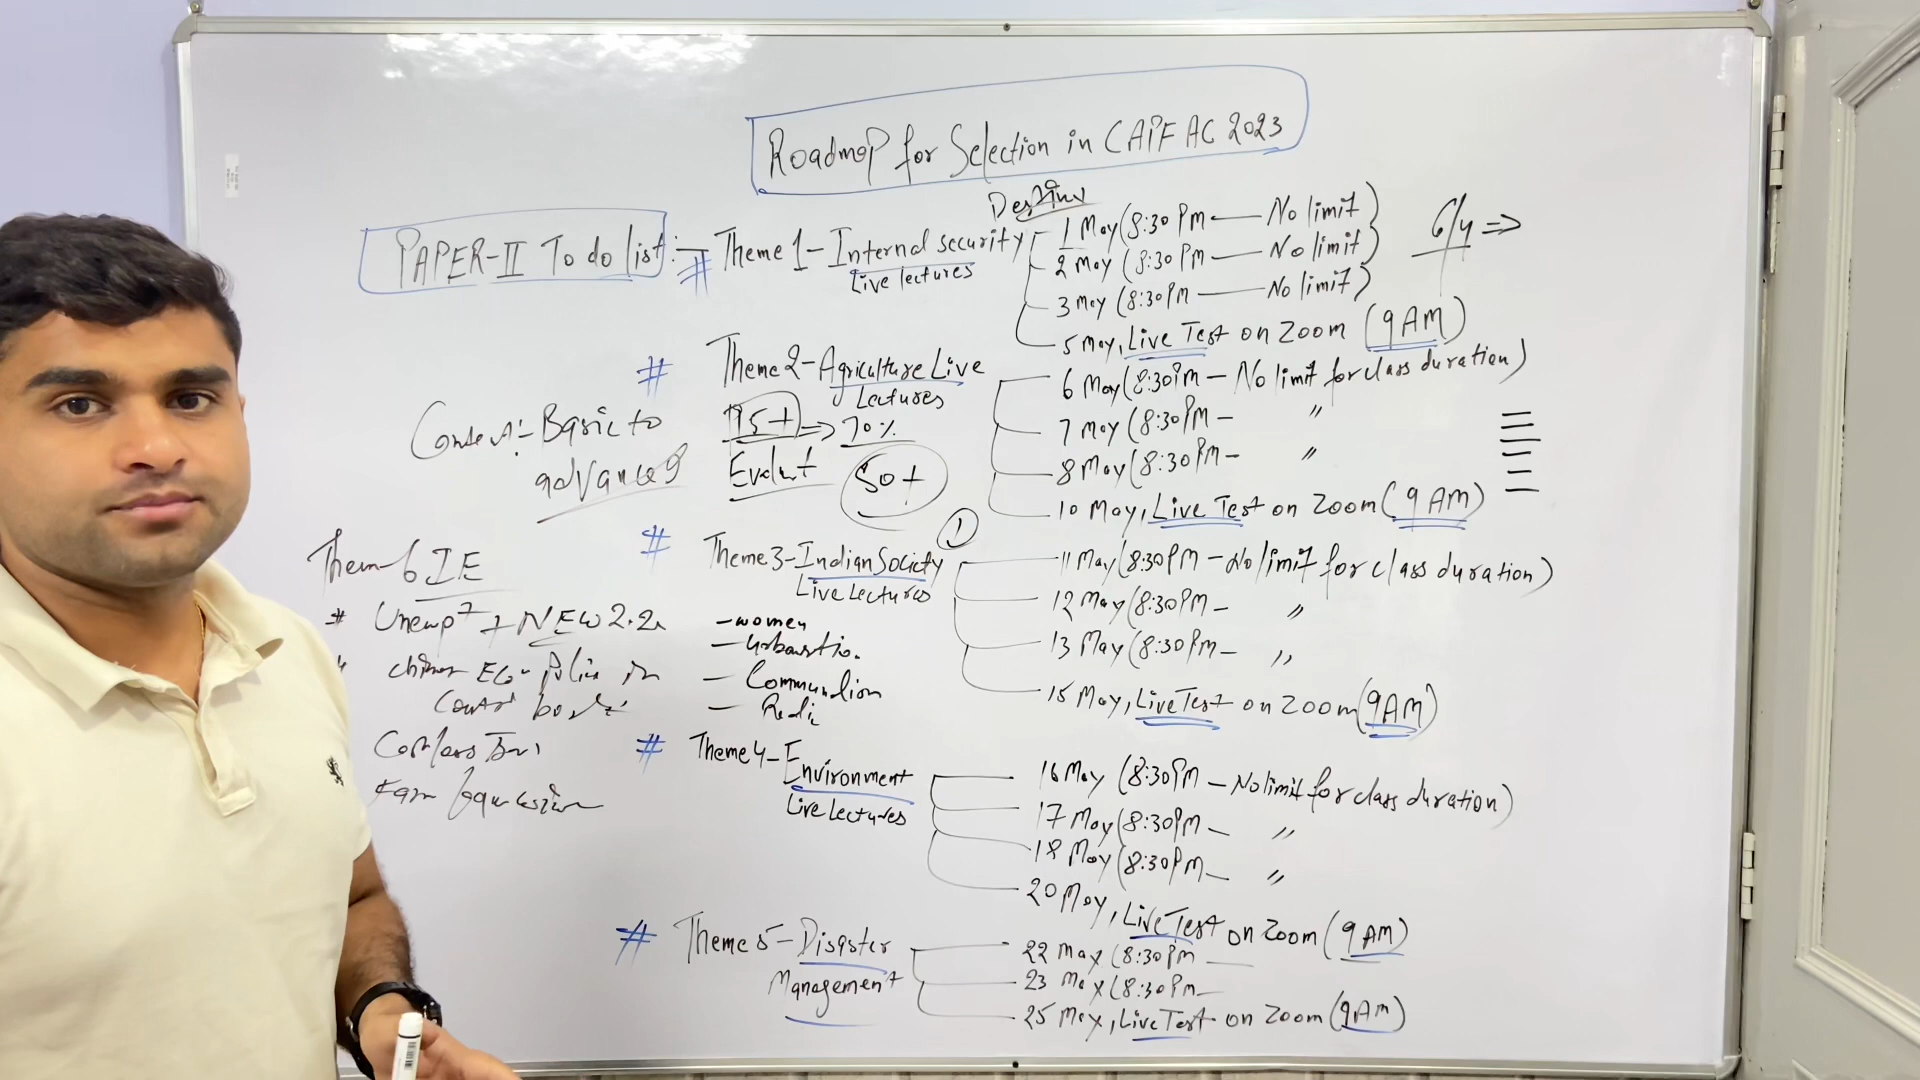 Roadmap for Selection in CAPF AC 2023
PAPER-II To do list :-
# Theme 1- Internal security
Live lectures
1 May (8:30 PM — No limit)
2 May (8:30 PM — No limit)
3 May (8:30 PM — No limit)
5 May, Live Test on Zoom (9 AM)
6/4 ⇒
# Theme 2- Agriculture Live
Lectures
6 May (8:30 PM – No limit for class duration)
7 May (8:30 PM – "
8 May (8:30 PM – "
10 May, Live Test on Zoom (9 AM)
Basic to
75+ ⇒ 70%
50+
# Theme 3- Indian Society
Live Lectures
1
11 May (8:30 PM – No limit for class duration)
12 May (8:30 PM – "
13 May (8:30 PM – "
15 May, Live Test on Zoom (9 AM)
- women
# Theme 4- Environment
Live Lectures
16 May (8:30 PM – No limit for class duration)
17 May (8:30 PM – "
18 May (8:30 PM – "
20 May, Live Test on Zoom (9 AM)
# Theme 5- Disaster
Management
22 May (8:30 PM —
23 May (8:30 PM –
25 May, Live Test on Zoom (9 AM)
Them-6 IE